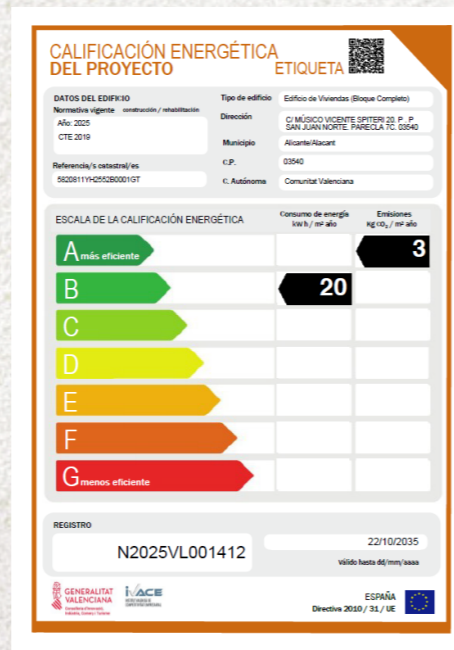 CALIFICACIÓN ENERGÉTICA
DEL PROYECTO ETIQUETA
DATOS DEL EDIFICIO
Normativa vigente construcción / rehabilitación
Año: 2025
CTE 2019
Referencia/s catastral/es
5820811YH2552B0001GT
Tipo de edificio Edificio de Viviendas (Bloque Completo)
Dirección C/ MÚSICO VICENTE SPITERI 20. P . P
SAN JUAN NORTE. PARECLA 7C. 03540
Municipio Alicante/Alacant
C.P. 03540
C. Autónoma Comunitat Valenciana
ESCALA DE LA CALIFICACIÓN ENERGÉTICA
Consumo de energía
kW h / m² año
Emisiones
kg CO₂ / m² año
A más eficiente 3
B 20
C
D
E
F
G menos eficiente
REGISTRO
N2025VL001412
22/10/2035
Válido hasta dd/mm/aaaa
GENERALITAT
VALENCIANA
IVACE
ESPAÑA
Directiva 2010 / 31 / UE